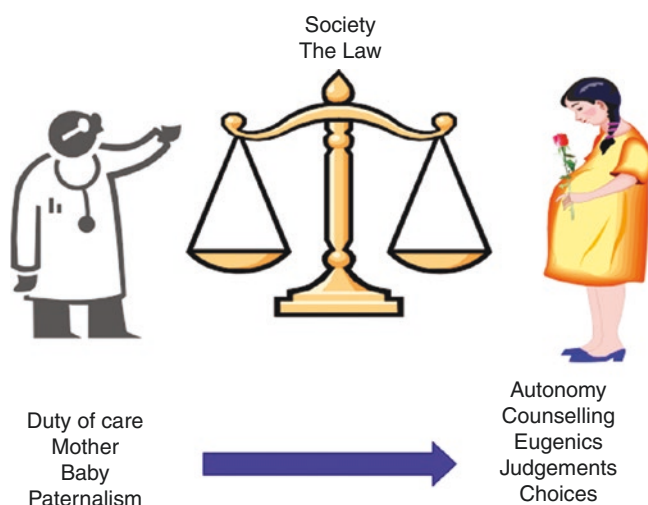 Society
The Law
Duty of care
Mother
Baby
Paternalism
Autonomy
Counselling
Eugenics
Judgements
Choices